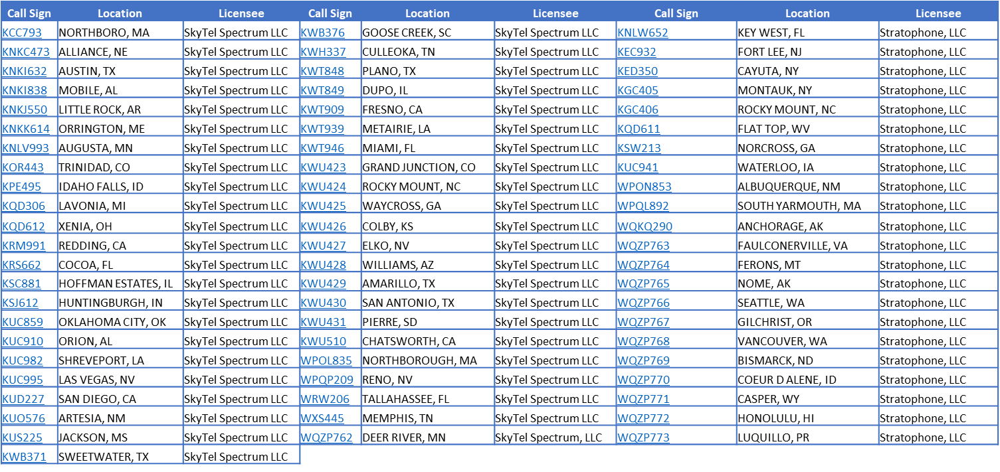 Call Sign Location Licensee Call Sign Location Licensee Call Sign Location Licensee
KCC793 NORTHBORO, MA SkyTel Spectrum LLC KWB376 GOOSE CREEK, SC SkyTel Spectrum LLC KNLW652 KEY WEST, FL Stratophone, LLC
KNKC473 ALLIANCE, NE SkyTel Spectrum LLC KWH337 CULLEOKA, TN SkyTel Spectrum LLC KEC932 FORT LEE, NJ Stratophone, LLC
KNKI632 AUSTIN, TX SkyTel Spectrum LLC KWT848 PLANO, TX SkyTel Spectrum LLC KED350 CAYUTA, NY Stratophone, LLC
KNKI838 MOBILE, AL SkyTel Spectrum LLC KWT849 DUPO, IL SkyTel Spectrum LLC KGC405 MONTAUK, NY Stratophone, LLC
KNKJ550 LITTLE ROCK, AR SkyTel Spectrum LLC KWT909 FRESNO, CA SkyTel Spectrum LLC KGC406 ROCKY MOUNT, NC Stratophone, LLC
KNKK614 ORRINGTON, ME SkyTel Spectrum LLC KWT939 METAIRIE, LA SkyTel Spectrum LLC KQD611 FLAT TOP, WV Stratophone, LLC
KNLV993 AUGUSTA, MN SkyTel Spectrum LLC KWT946 MIAMI, FL SkyTel Spectrum LLC KSW213 NORCROSS, GA Stratophone, LLC
KOR443 TRINIDAD, CO SkyTel Spectrum LLC KWU423 GRAND JUNCTION, CO SkyTel Spectrum LLC KUC941 WATERLOO, IA Stratophone, LLC
KPE495 IDAHO FALLS, ID SkyTel Spectrum LLC KWU424 ROCKY MOUNT, NC SkyTel Spectrum LLC WPON853 ALBUQUERQUE, NM Stratophone, LLC
KQD306 LAVONIA, MI SkyTel Spectrum LLC KWU425 WAYCROSS, GA SkyTel Spectrum LLC WPQL892 SOUTH YARMOUTH, MA Stratophone, LLC
KQD612 XENIA, OH SkyTel Spectrum LLC KWU426 COLBY, KS SkyTel Spectrum LLC WQKQ290 ANCHORAGE, AK Stratophone, LLC
KRM991 REDDING, CA SkyTel Spectrum LLC KWU427 ELKO, NV SkyTel Spectrum LLC WQZP763 FAULCONERVILLE, VA Stratophone, LLC
KRS662 COCOA, FL SkyTel Spectrum LLC KWU428 WILLIAMS, AZ SkyTel Spectrum LLC WQZP764 FERONS, MT Stratophone, LLC
KSC881 HOFFMAN ESTATES, IL SkyTel Spectrum LLC KWU429 AMARILLO, TX SkyTel Spectrum LLC WQZP765 NOME, AK Stratophone, LLC
KSJ612 HUNTINGBURGH, IN SkyTel Spectrum LLC KWU430 SAN ANTONIO, TX SkyTel Spectrum LLC WQZP766 SEATTLE, WA Stratophone, LLC
KUC859 OKLAHOMA CITY, OK SkyTel Spectrum LLC KWU431 PIERRE, SD SkyTel Spectrum LLC WQZP767 GILCHRIST, OR Stratophone, LLC
KUC910 ORION, AL SkyTel Spectrum LLC KWU510 CHATSWORTH, CA SkyTel Spectrum LLC WQZP768 VANCOUVER, WA Stratophone, LLC
KUC982 SHREVEPORT, LA SkyTel Spectrum LLC WPOL835 NORTHBOROUGH, MA SkyTel Spectrum LLC WQZP769 BISMARCK, ND Stratophone, LLC
KUC995 LAS VEGAS, NV SkyTel Spectrum LLC WPQP209 RENO, NV SkyTel Spectrum LLC WQZP770 COEUR D ALENE, ID Stratophone, LLC
KUD227 SAN DIEGO, CA SkyTel Spectrum LLC WRW206 TALLAHASSEE, FL SkyTel Spectrum LLC WQZP771 CASPER, WY Stratophone, LLC
KUO576 ARTESIA, NM SkyTel Spectrum LLC WXS445 MEMPHIS, TN SkyTel Spectrum LLC WQZP772 HONOLULU, HI Stratophone, LLC
KUS225 JACKSON, MS SkyTel Spectrum LLC WQZP762 DEER RIVER, MN SkyTel Spectrum, LLC WQZP773 LUQUILLO, PR Stratophone, LLC
KWB371 SWEETWATER, TX SkyTel Spectrum LLC